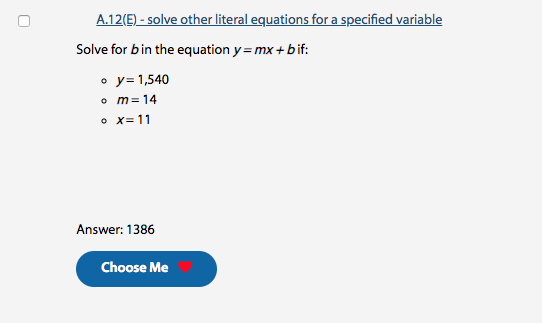 A.12(E) - solve other literal equations for a specified variable
Solve for b in the equation y = mx + b if:
y = 1,540
m = 14
x = 11
Answer: 1386
Choose Me